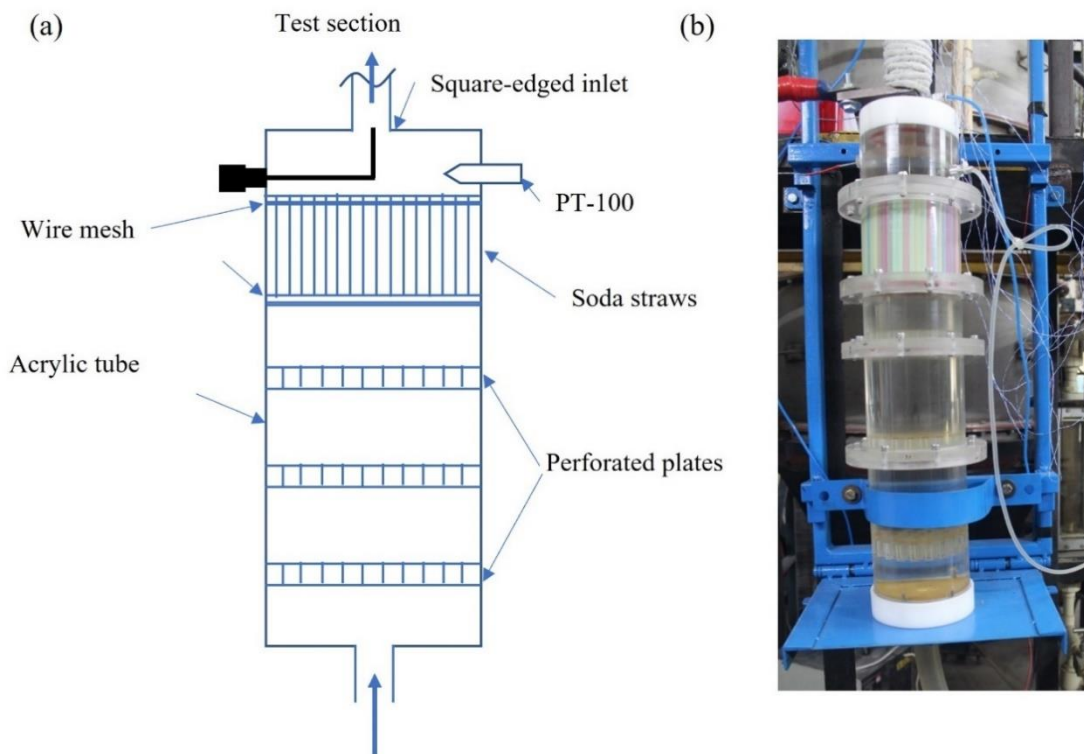 (a)
(b)
Test section
Square-edged inlet
PT-100
Wire mesh
Soda straws
Acrylic tube
Perforated plates